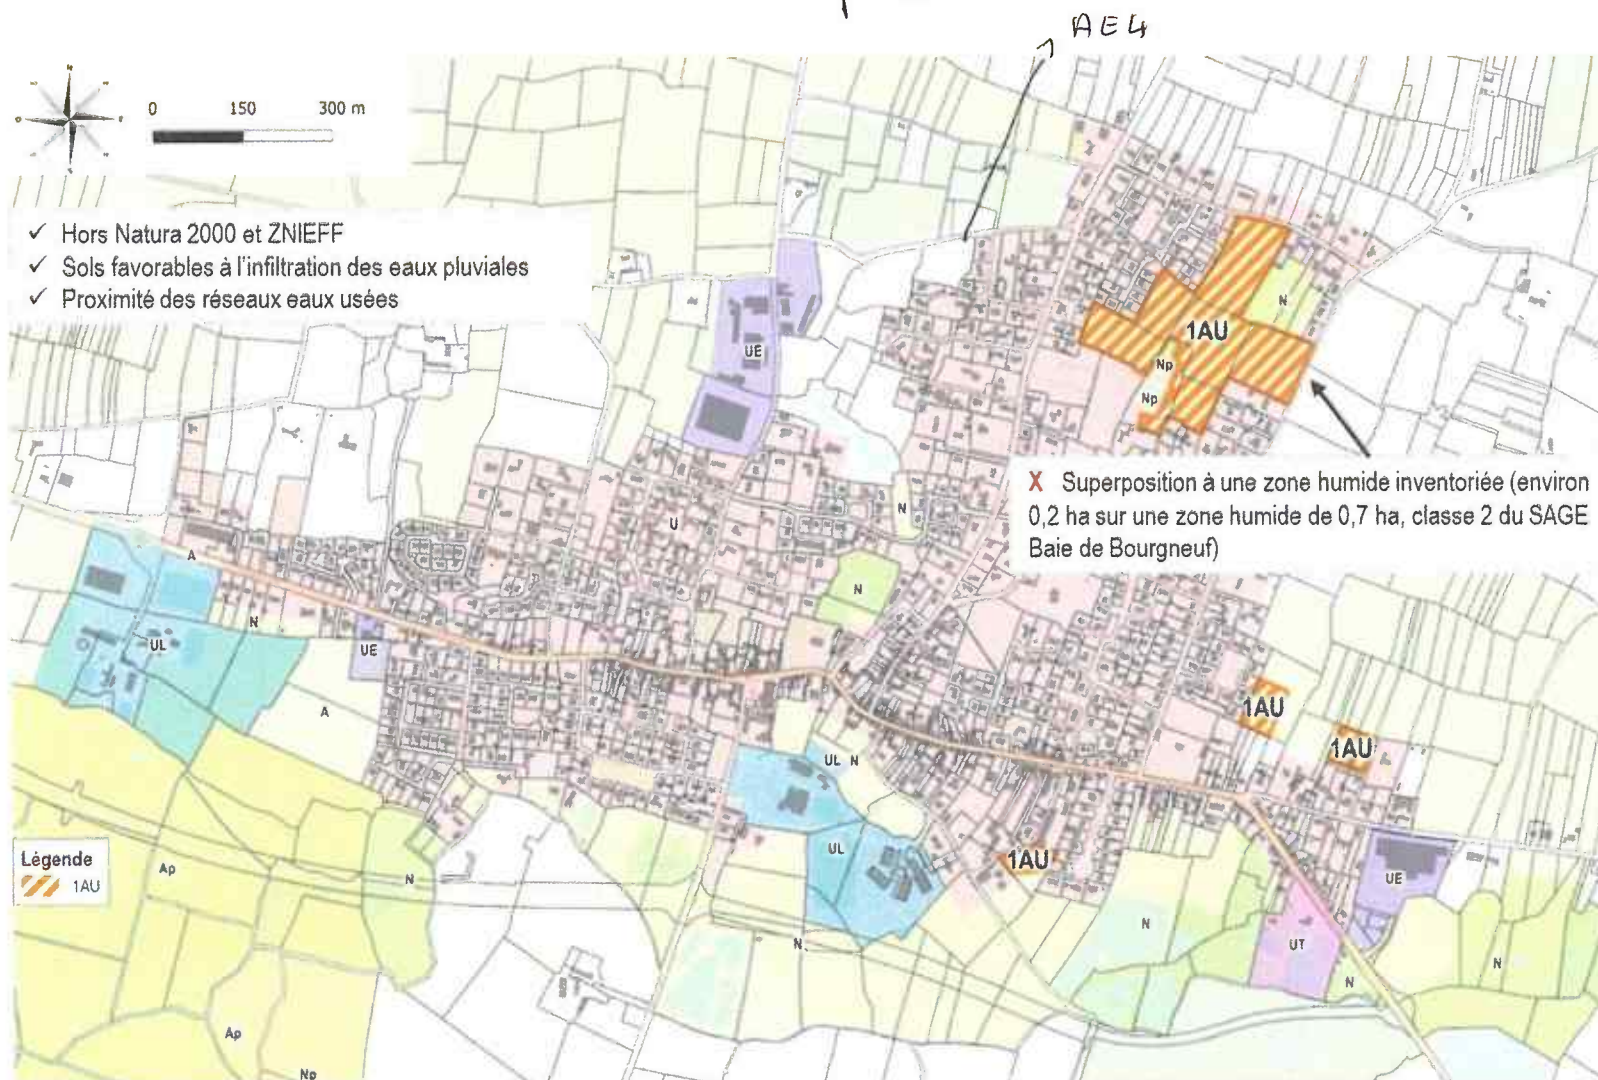 AE4
0 150 300 m
✓ Hors Natura 2000 et ZNIEFF
✓ Sols favorables à l'infiltration des eaux pluviales
✓ Proximité des réseaux eaux usées
N
1AU
UE
Np
Np
X Superposition à une zone humide inventoriée (environ
0,2 ha sur une zone humide de 0,7 ha, classe 2 du SAGE
Baie de Bourgneuf)
N
U
A
N
N
UL
UE
1AU
A
1AU
UL N
UL
1AU
Légende
1AU
Ap
N
UE
N
N
UT
N
N
Ap
Np